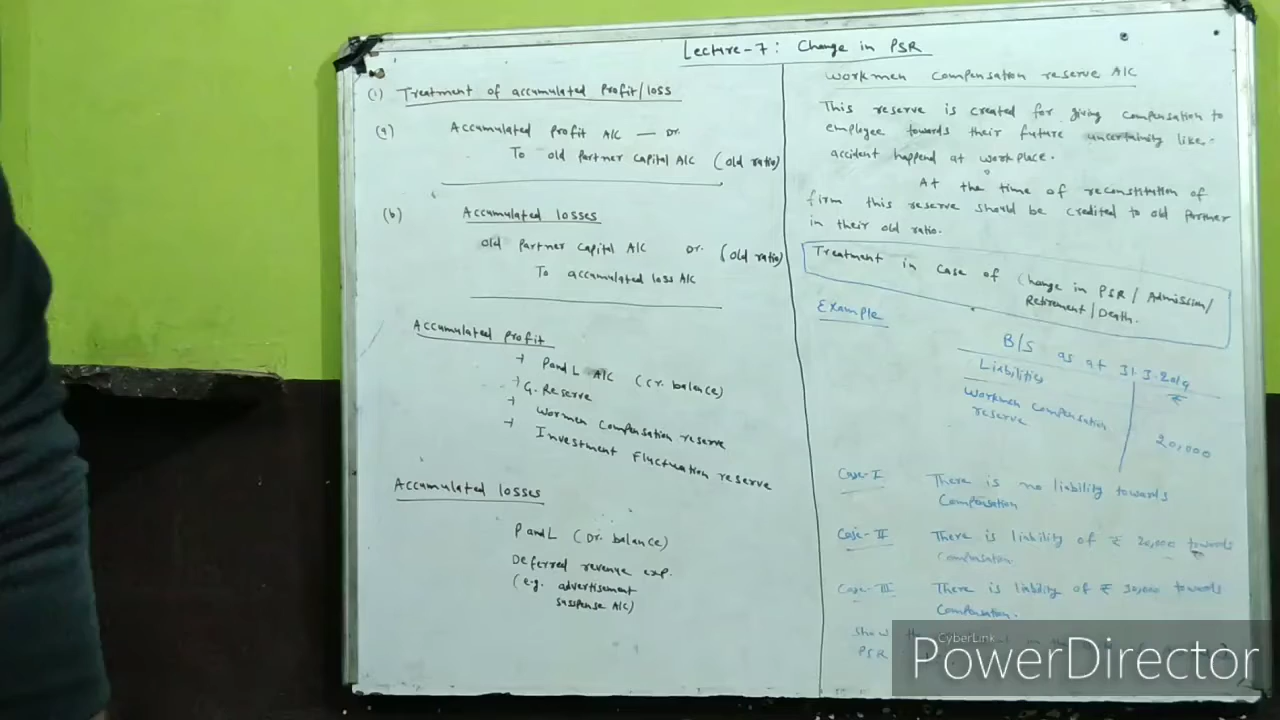 Lecture-7: Change in PSR
(1) Treatment of accumulated Profit/loss
(a) Accumulated Profit A/C — Dr.
To old Partner Capital A/C (old ratio)
(b) Accumulated losses
Old Partner Capital A/C Dr. (old ratio)
To accumulated loss A/C
Accumulated Profit
→ P and L A/C (Cr. balance)
→ G. Reserve
→ Wormen Compensation reserve
→ Investment Fluctuation reserve
Accumulated losses
P and L (Dr. balance)
Deferred revenue exp.
(e.g. advertisement
suspense A/C)
Workmen Compensation reserve A/C
This reserve is created for giving compensation to
employee towards their future uncertainity like.
accident happend at workplace.
At the time of reconstitution of
firm this reserve should be credited to old Partner
in their old ratio.
Treatment in Case of Change in PSR / Admission/
Retirement/Death.
Example
B/S as at 31.3.2019
Liabilities ₹
Workmen compensation
reserve 20,000
Case-I There is no liability towards
Compensation
Case-II There is liability of ₹ 20,000 towards
Compensation.
Case-III There is liability of ₹ 30,000 towards
Compensation.
Show
PSR
CyberLink
PowerDirector